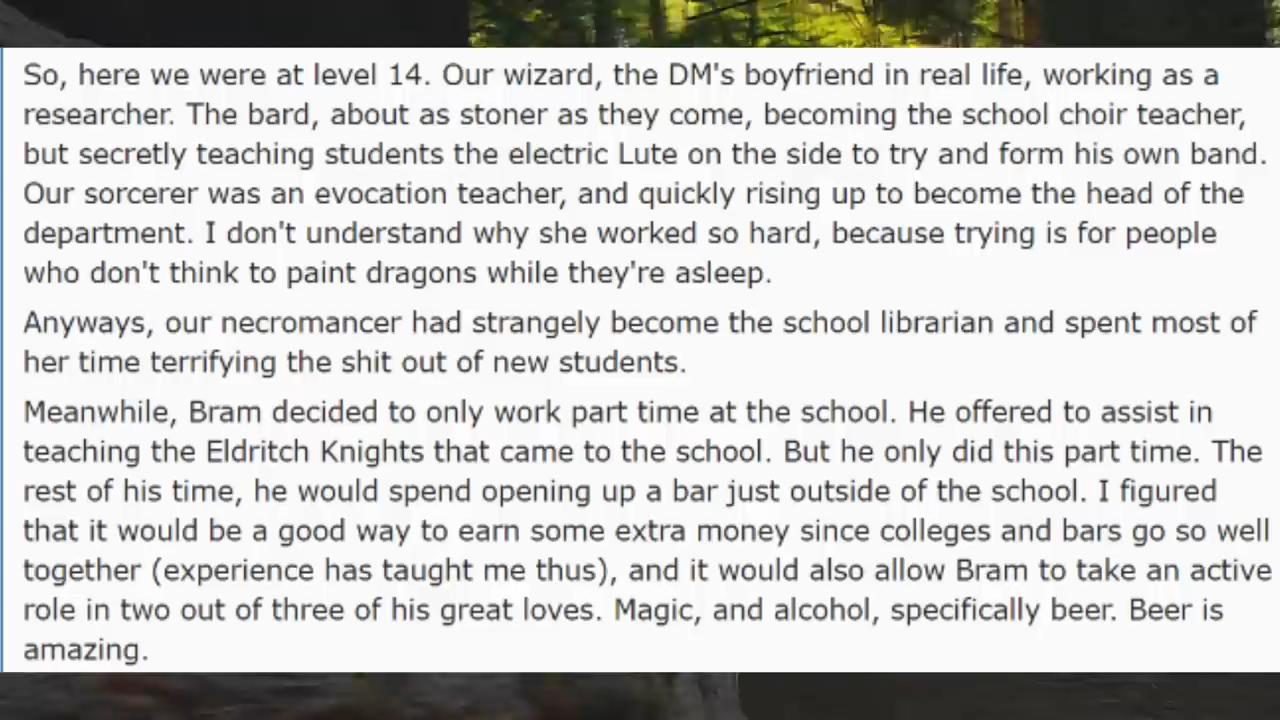 So, here we were at level 14. Our wizard, the DM's boyfriend in real life, working as a
researcher. The bard, about as stoner as they come, becoming the school choir teacher,
but secretly teaching students the electric Lute on the side to try and form his own band.
Our sorcerer was an evocation teacher, and quickly rising up to become the head of the
department. I don't understand why she worked so hard, because trying is for people
who don't think to paint dragons while they're asleep.
Anyways, our necromancer had strangely become the school librarian and spent most of
her time terrifying the shit out of new students.
Meanwhile, Bram decided to only work part time at the school. He offered to assist in
teaching the Eldritch Knights that came to the school. But he only did this part time. The
rest of his time, he would spend opening up a bar just outside of the school. I figured
that it would be a good way to earn some extra money since colleges and bars go so well
together (experience has taught me thus), and it would also allow Bram to take an active
role in two out of three of his great loves. Magic, and alcohol, specifically beer. Beer is
amazing.